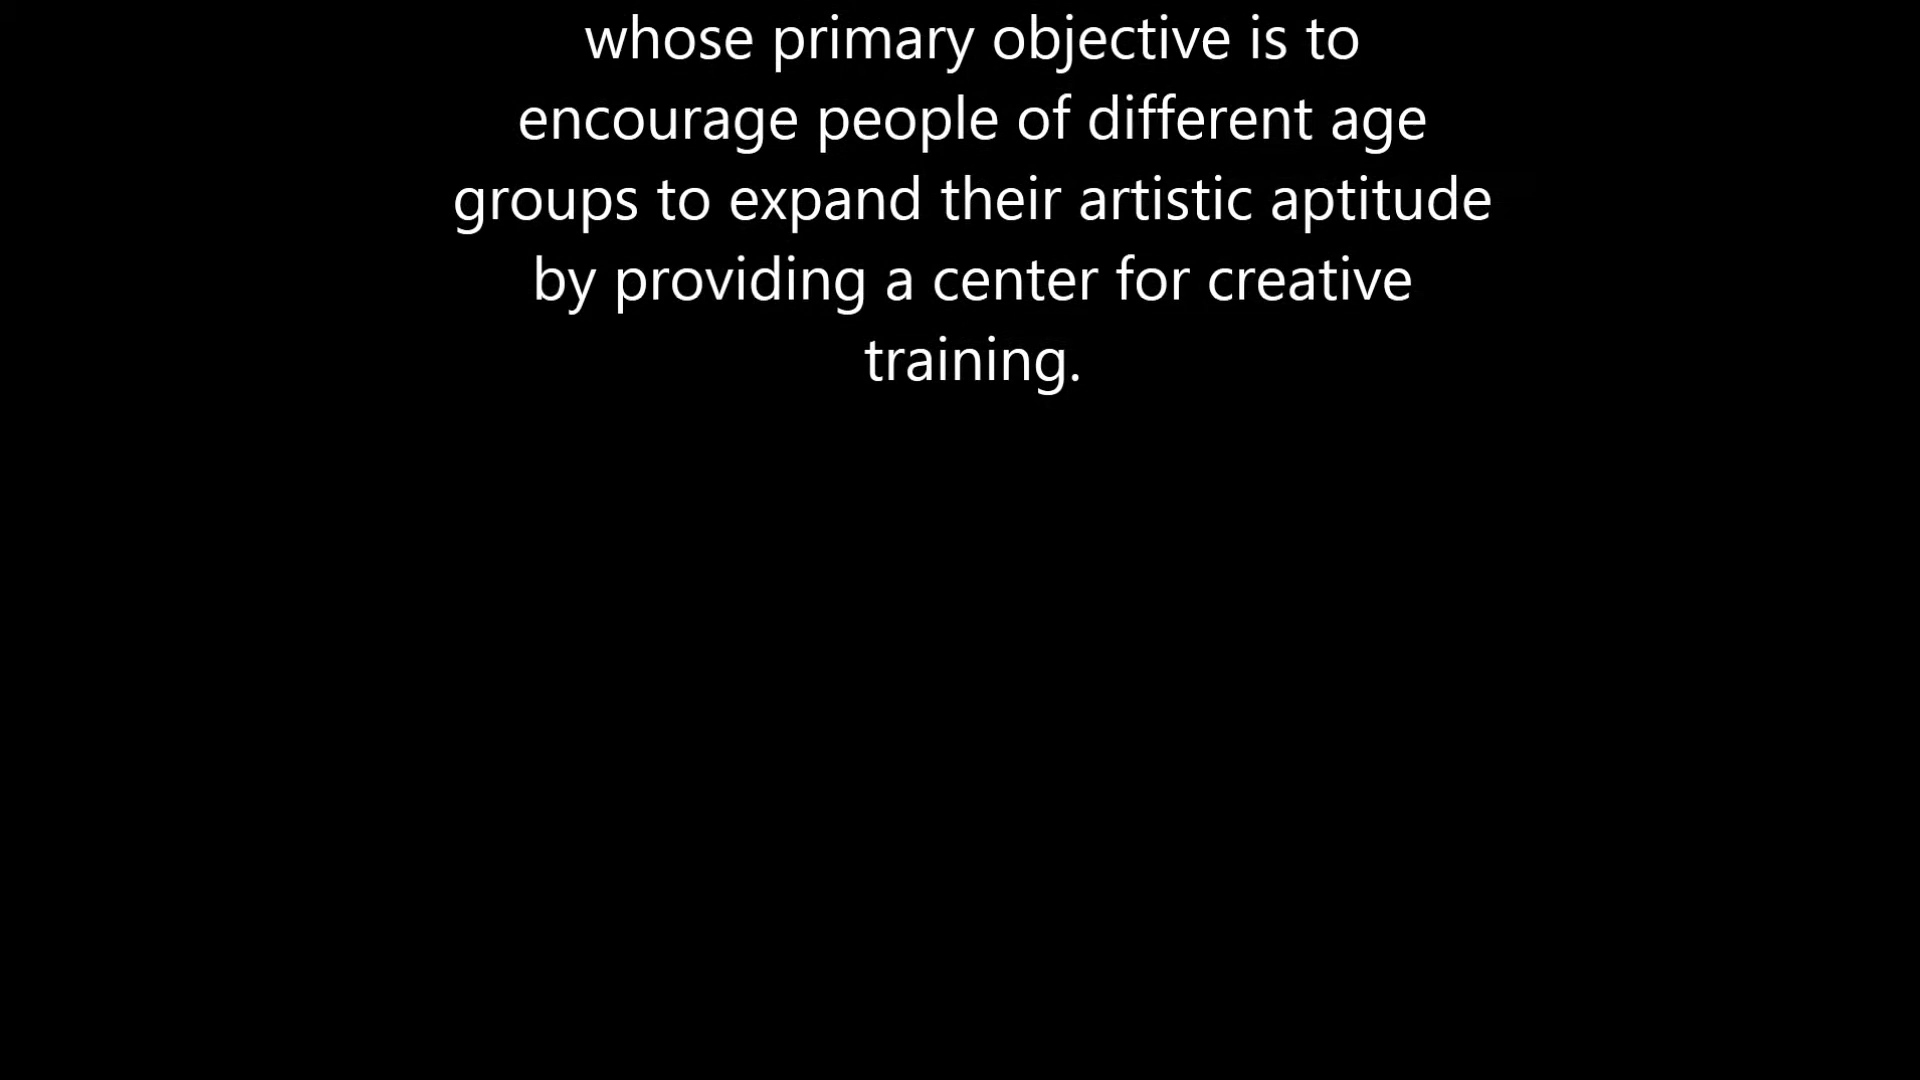 whose primary objective is to
encourage people of different age
groups to expand their artistic aptitude
by providing a center for creative
training.